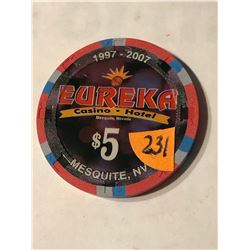 1997 - 2007
EUREKA
Casino - Hotel
Mesquite, Nevada
$5
231
MESQUITE, NV